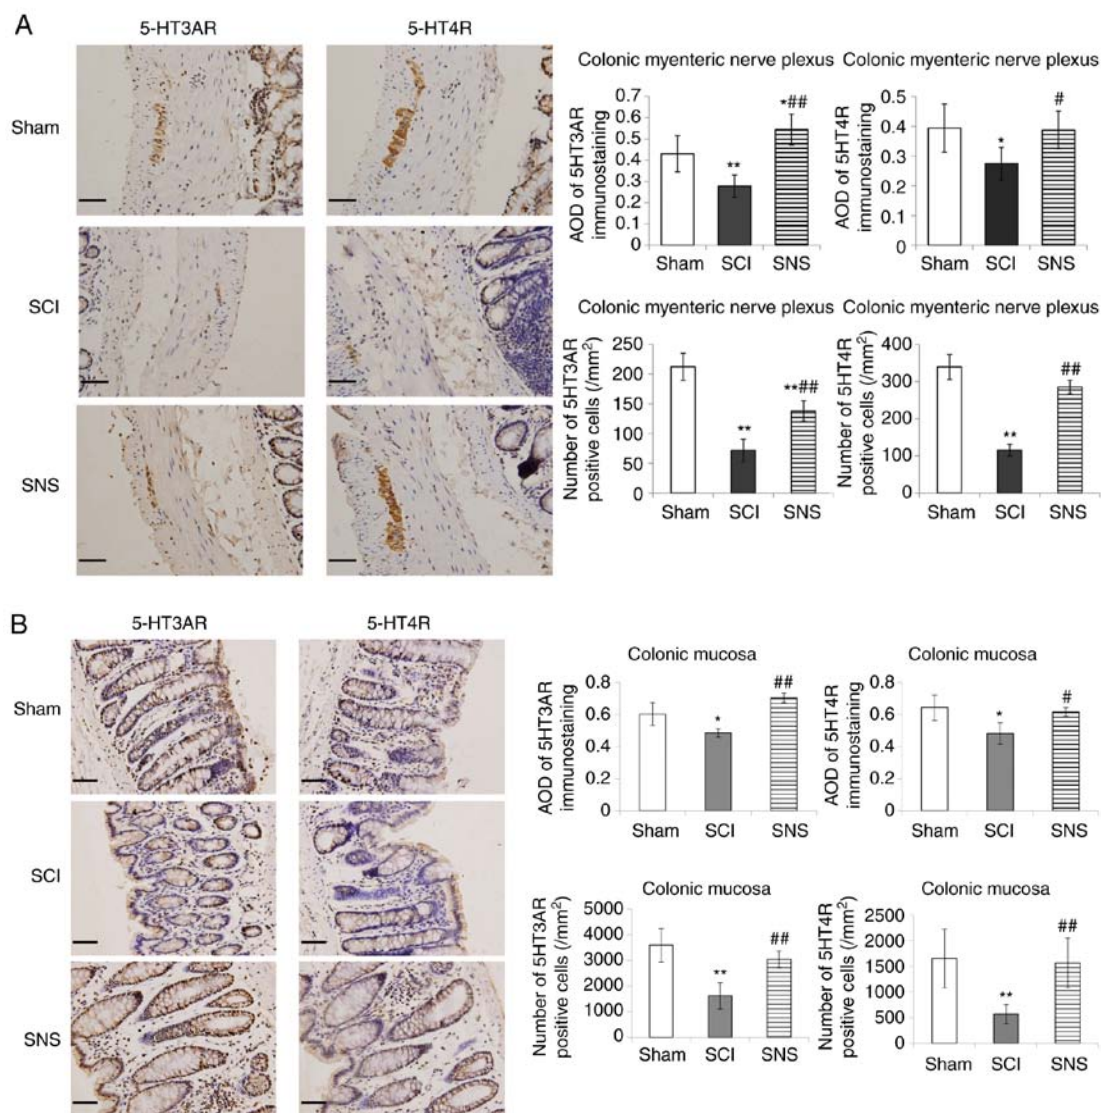 A
5-HT3AR
5-HT4R
Sham
SCI
SNS
Colonic myenteric nerve plexus
AOD of 5HT3AR
immunostaining
0.7
0.6
0.5
0.4
0.3
0.2
0.1
0
**
*##
Sham SCI SNS
Colonic myenteric nerve plexus
AOD of 5HT4R
immunostaining
0.5
0.4
0.3
0.2
0.1
0
*
#
Sham SCI SNS
Colonic myenteric nerve plexus
Number of 5HT3AR
positive cells (/mm²)
250
200
150
100
50
0
**
**##
Sham SCI SNS
Colonic myenteric nerve plexus
Number of 5HT4R
positive cells (/mm²)
400
300
200
100
0
**
##
Sham SCI SNS
B
5-HT3AR
5-HT4R
Sham
SCI
SNS
Colonic mucosa
AOD of 5HT3AR
immunostaining
0.8
0.6
0.4
0.2
0
*
##
Sham SCI SNS
Colonic mucosa
AOD of 5HT4R
immunostaining
0.8
0.6
0.4
0.2
0
*
#
Sham SCI SNS
Colonic mucosa
Number of 5HT3AR
positive cells (/mm²)
5000
4000
3000
2000
1000
0
**
##
Sham SCI SNS
Colonic mucosa
Number of 5HT4R
positive cells (/mm²)
2500
2000
1500
1000
500
0
**
##
Sham SCI SNS